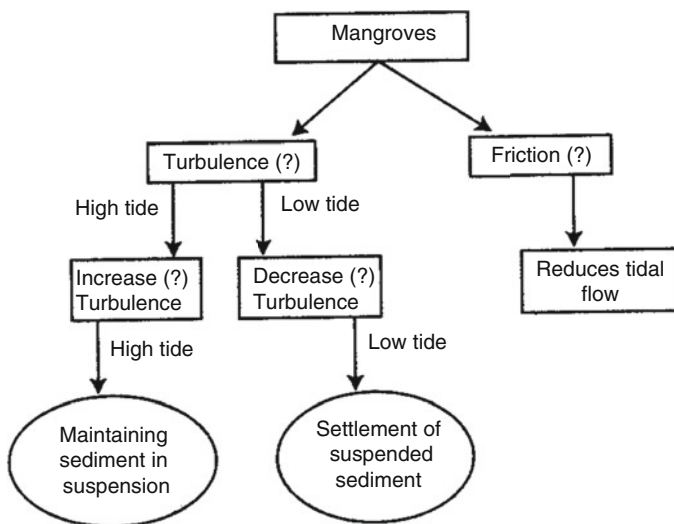 Mangroves
Turbulence (?)
Friction (?)
High tide
Low tide
Increase (?)
Turbulence
Decrease (?)
Turbulence
Reduces tidal
flow
High tide
Low tide
Maintaining
sediment in
suspension
Settlement of
suspended
sediment